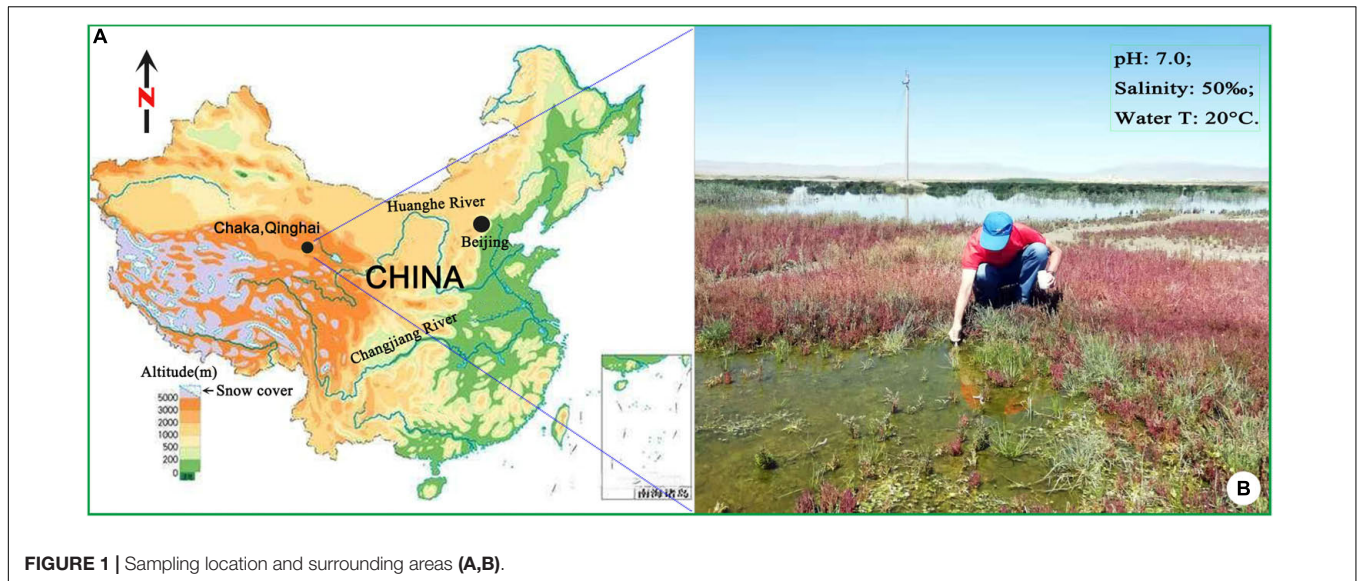 A
N
Huanghe River
Chaka,Qinghai
Beijing
CHINA
Changjiang River
Altitude(m)
Snow cover
5000
3000
2000
1000
500
200
0
南海诸岛
pH: 7.0;
Salinity: 50‰;
Water T: 20°C.
B
FIGURE 1 | Sampling location and surrounding areas (A,B).